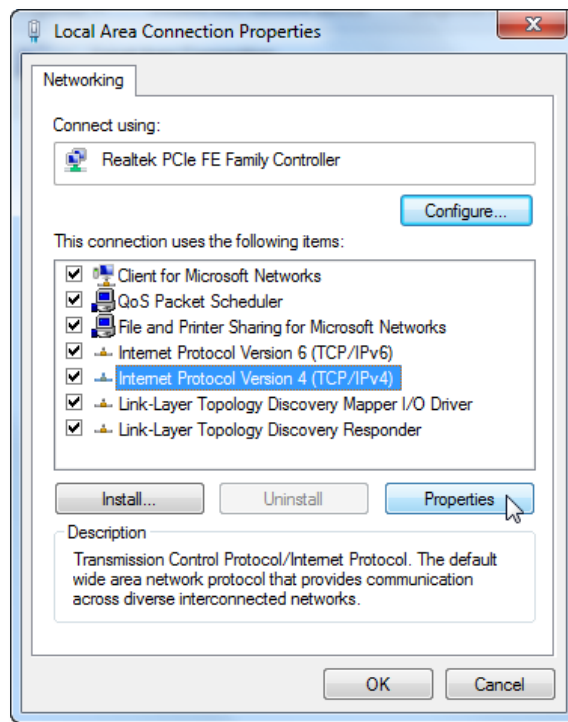 Local Area Connection Properties
Networking
Connect using:
Realtek PCIe FE Family Controller
Configure...
This connection uses the following items:
Client for Microsoft Networks
QoS Packet Scheduler
File and Printer Sharing for Microsoft Networks
Internet Protocol Version 6 (TCP/IPv6)
Internet Protocol Version 4 (TCP/IPv4)
Link-Layer Topology Discovery Mapper I/O Driver
Link-Layer Topology Discovery Responder
Install... Uninstall Properties
Description
Transmission Control Protocol/Internet Protocol. The default
wide area network protocol that provides communication
across diverse interconnected networks.
OK Cancel